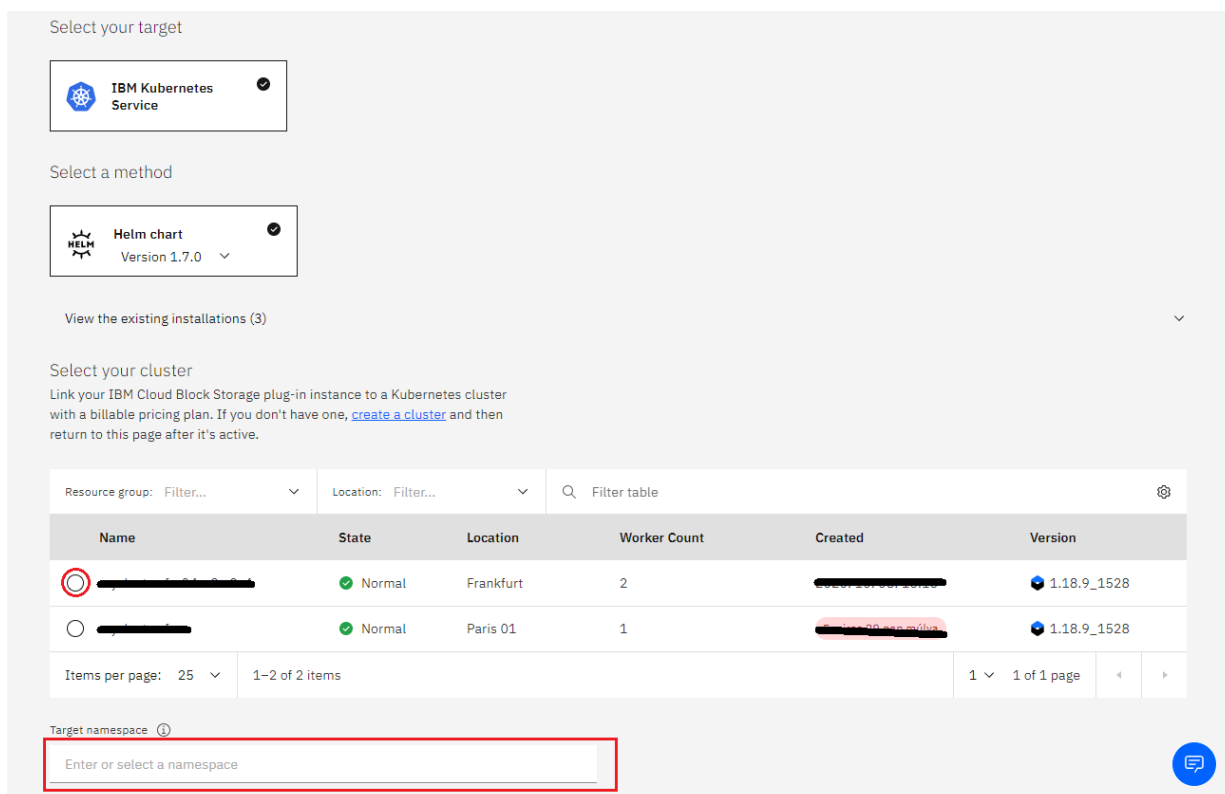 Select your target
IBM Kubernetes
Service
Select a method
HELM
Helm chart
Version 1.7.0
View the existing installations (3)
Select your cluster
Link your IBM Cloud Block Storage plug-in instance to a Kubernetes cluster
with a billable pricing plan. If you don't have one, create a cluster and then
return to this page after it's active.
Resource group: Filter... Location: Filter... Filter table
Name State Location Worker Count Created Version
Normal Frankfurt 2 1.18.9_1528
Normal Paris 01 1 1.18.9_1528
Items per page: 25 1–2 of 2 items 1 1 of 1 page
Target namespace
Enter or select a namespace